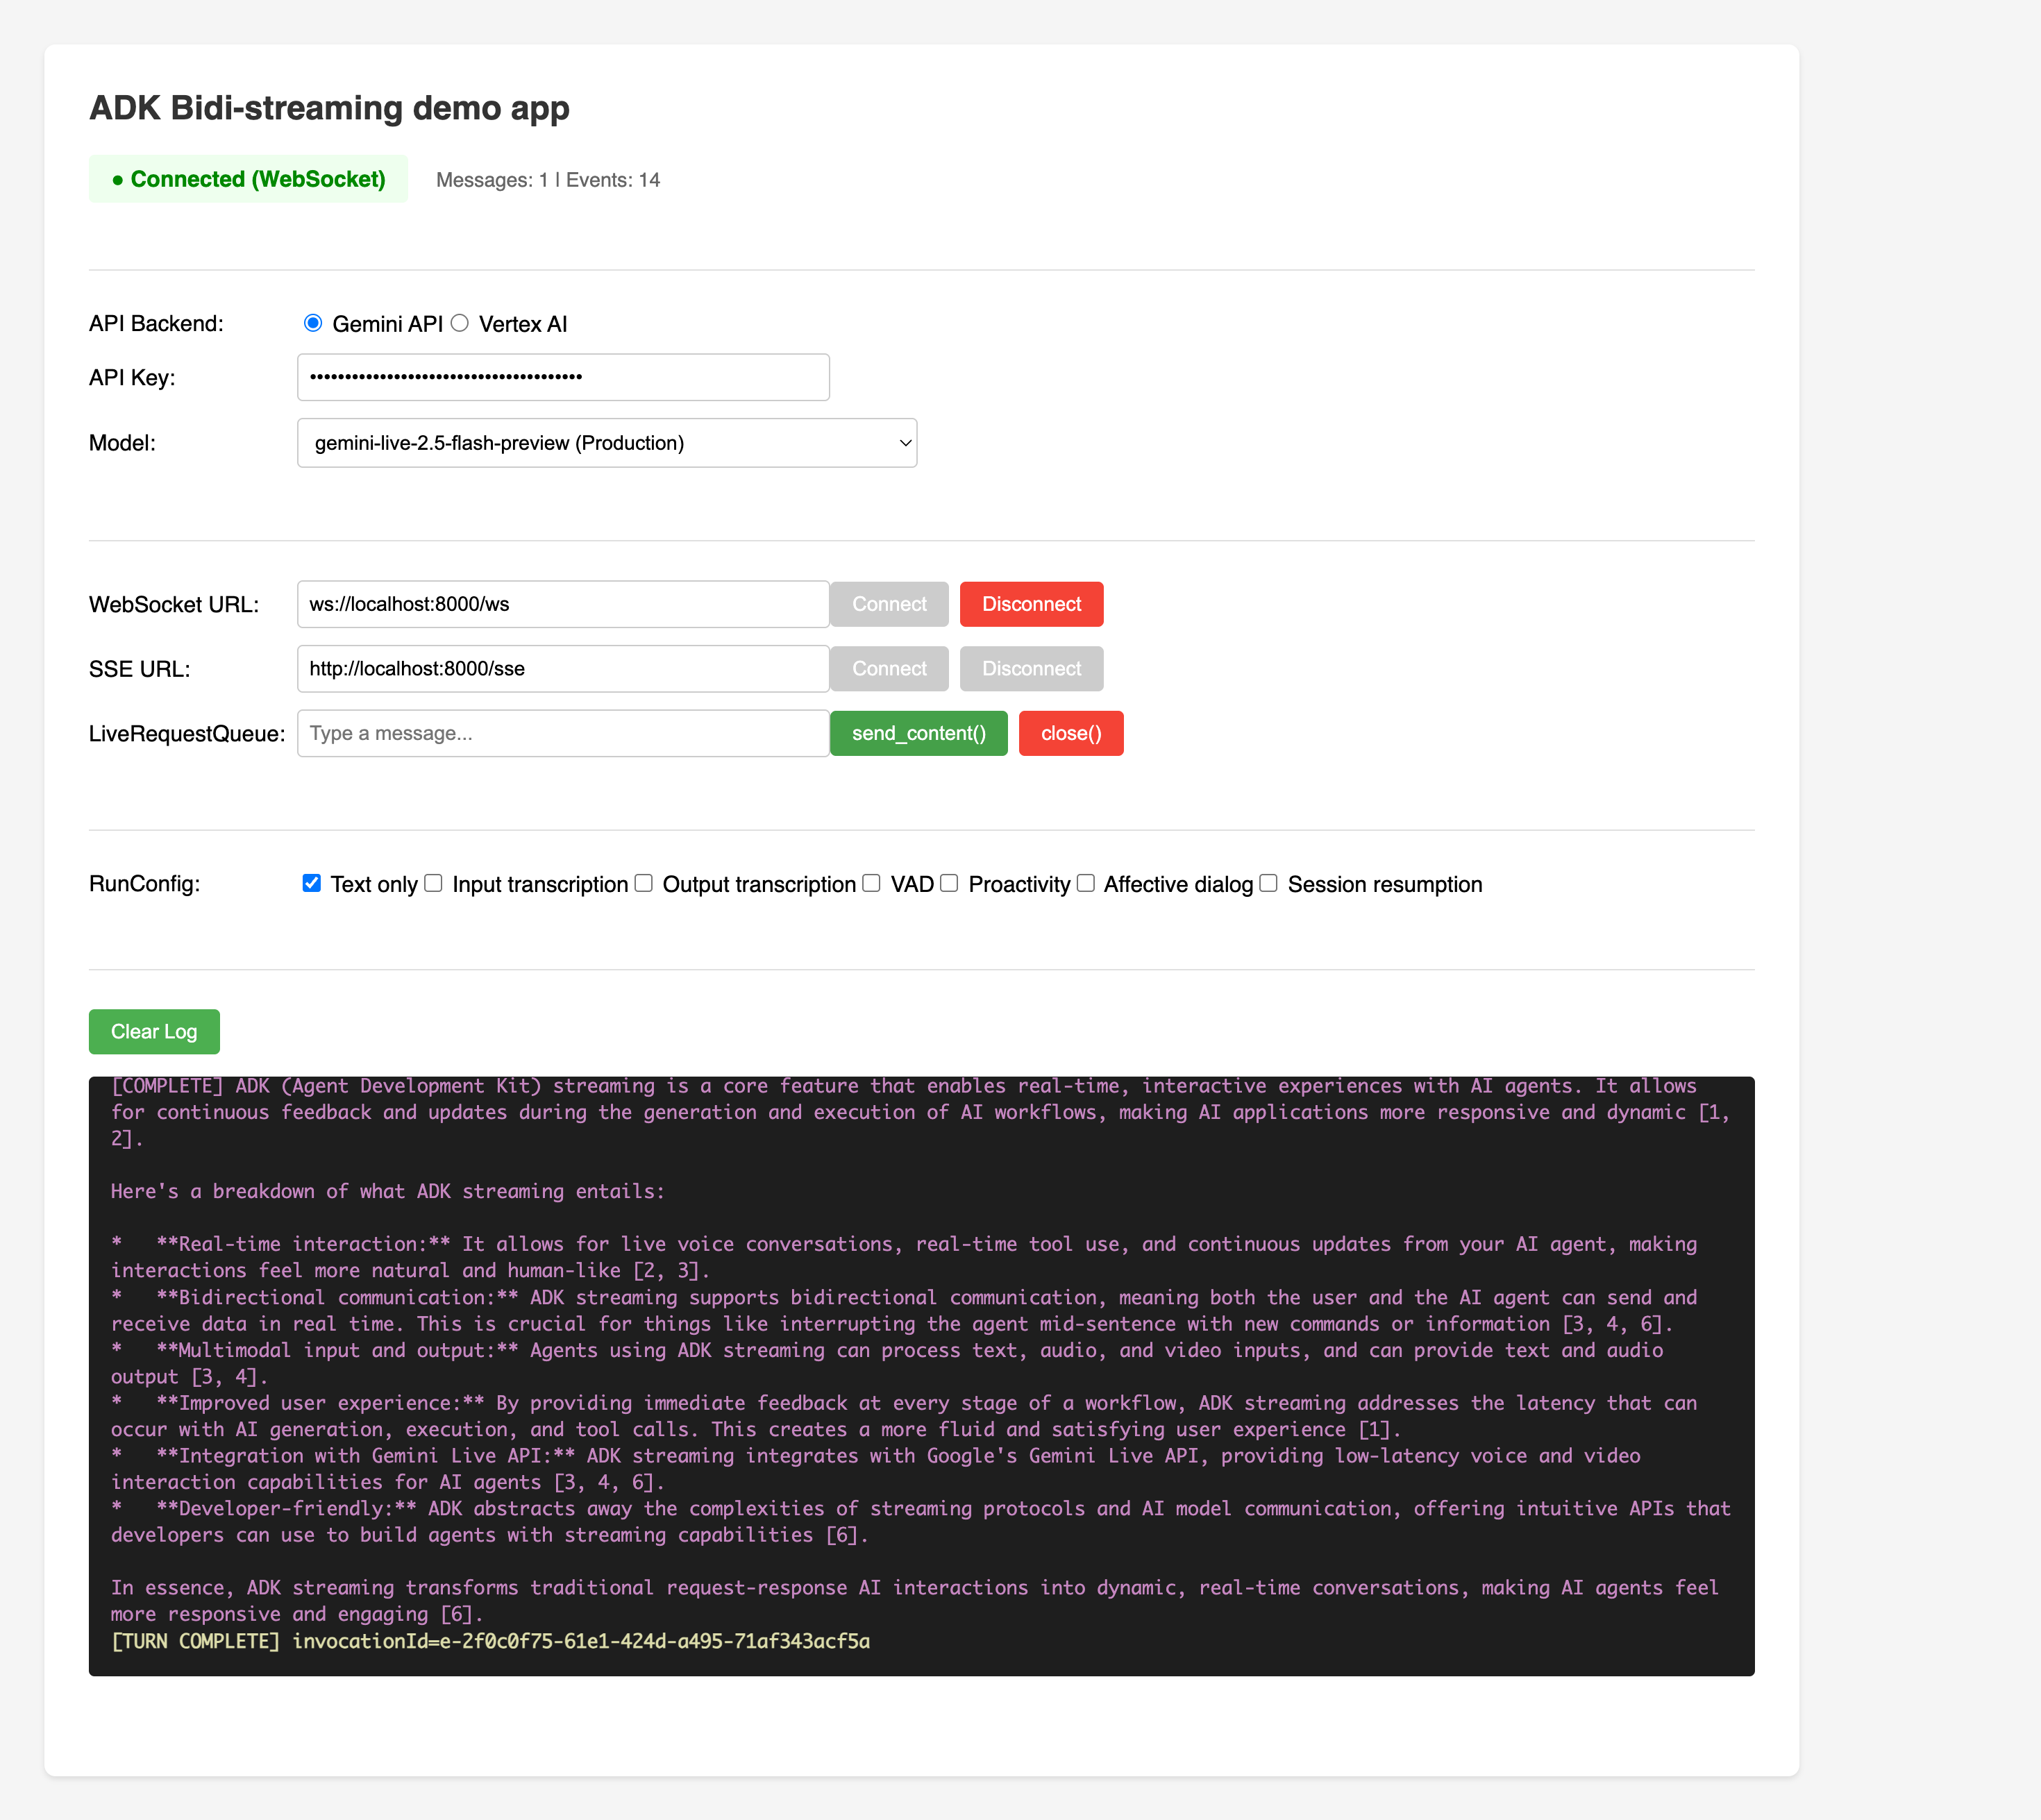 ADK Bidi-streaming demo app
● Connected (WebSocket) Messages: 1 | Events: 14
API Backend: Gemini API Vertex AI
API Key: •••••••••••••••••••••••••••••••••••••••
Model: gemini-live-2.5-flash-preview (Production)
WebSocket URL: ws://localhost:8000/ws Connect Disconnect
SSE URL: http://localhost:8000/sse Connect Disconnect
LiveRequestQueue: Type a message... send_content() close()
RunConfig: Text only Input transcription Output transcription VAD Proactivity Affective dialog Session resumption
Clear Log
[COMPLETE] ADK (Agent Development Kit) streaming is a core feature that enables real-time, interactive experiences with AI agents. It allows
for continuous feedback and updates during the generation and execution of AI workflows, making AI applications more responsive and dynamic [1,
2].
Here's a breakdown of what ADK streaming entails:
*   **Real-time interaction:** It allows for live voice conversations, real-time tool use, and continuous updates from your AI agent, making
interactions feel more natural and human-like [2, 3].
*   **Bidirectional communication:** ADK streaming supports bidirectional communication, meaning both the user and the AI agent can send and
receive data in real time. This is crucial for things like interrupting the agent mid-sentence with new commands or information [3, 4, 6].
*   **Multimodal input and output:** Agents using ADK streaming can process text, audio, and video inputs, and can provide text and audio
output [3, 4].
*   **Improved user experience:** By providing immediate feedback at every stage of a workflow, ADK streaming addresses the latency that can
occur with AI generation, execution, and tool calls. This creates a more fluid and satisfying user experience [1].
*   **Integration with Gemini Live API:** ADK streaming integrates with Google's Gemini Live API, providing low-latency voice and video
interaction capabilities for AI agents [3, 4, 6].
*   **Developer-friendly:** ADK abstracts away the complexities of streaming protocols and AI model communication, offering intuitive APIs that
developers can use to build agents with streaming capabilities [6].
In essence, ADK streaming transforms traditional request-response AI interactions into dynamic, real-time conversations, making AI agents feel
more responsive and engaging [6].
[TURN COMPLETE] invocationId=e-2f0c0f75-61e1-424d-a495-71af343acf5a